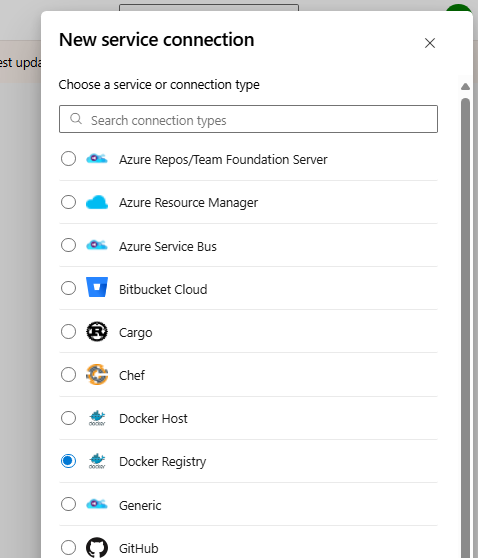 New service connection
est upda
Choose a service or connection type
Search connection types
Azure Repos/Team Foundation Server
Azure Resource Manager
Azure Service Bus
Bitbucket Cloud
Cargo
Chef
Docker Host
Docker Registry
Generic
GitHub